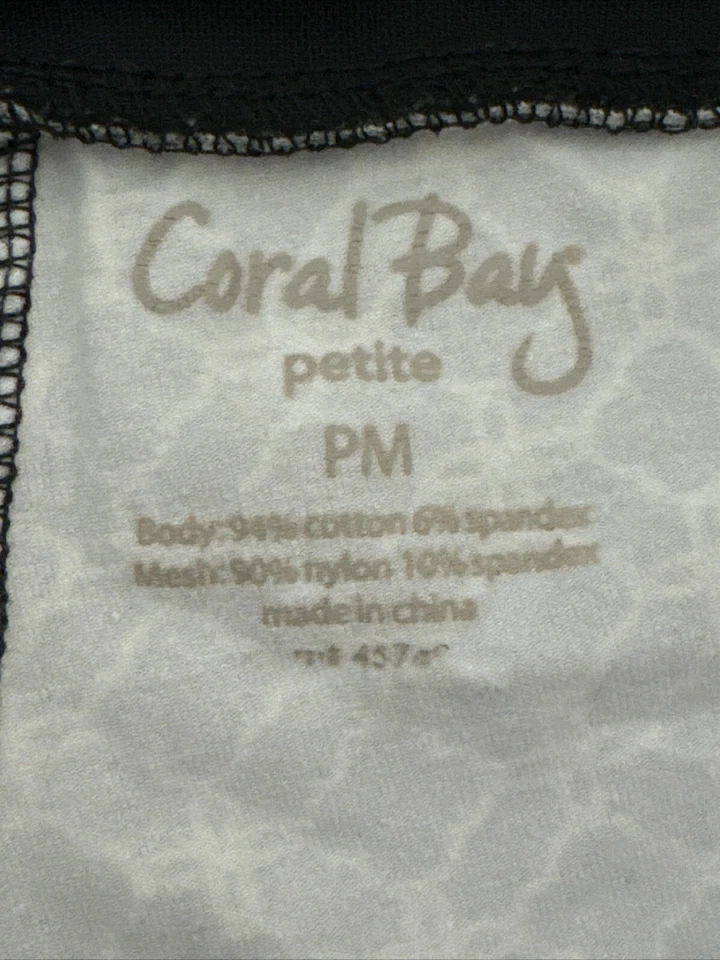 Coral Bay
petite
PM
Body: 94% cotton 6% spandex
Mesh: 90% nylon 10% spandex
made in china